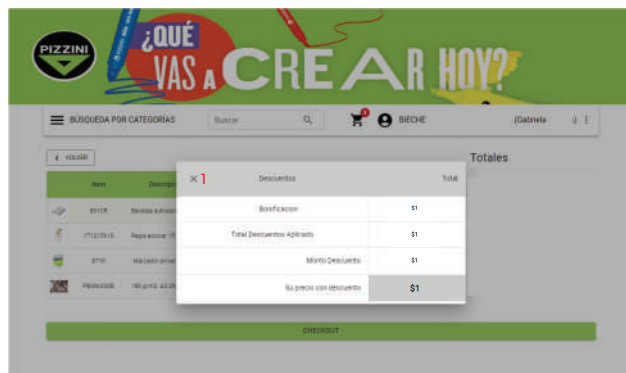 PIZZINI
¿QUÉ
VAS A CREAR HOY?
BÚSQUEDA POR CATEGORÍAS
Buscar
BIECHE
(Gabriela
VOLVER
Totales
Item
× 1
Descuentos
Total
Bonificacion
$1
Total Descuentos Aplicado
$1
Monto Descuento
$1
Su precio con descuento
$1
CHECKOUT